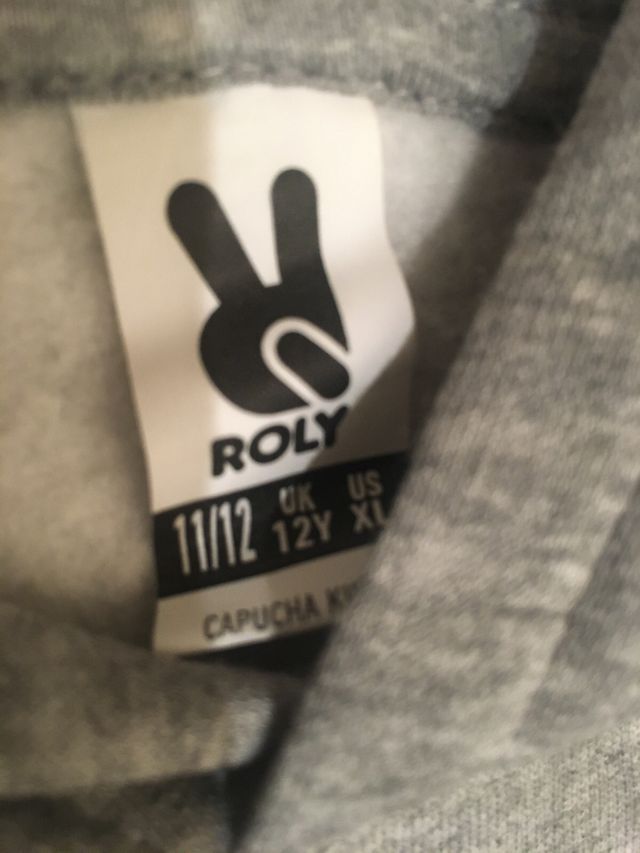 ROLY
UK US
11/12 12Y XL
CAPUCHA